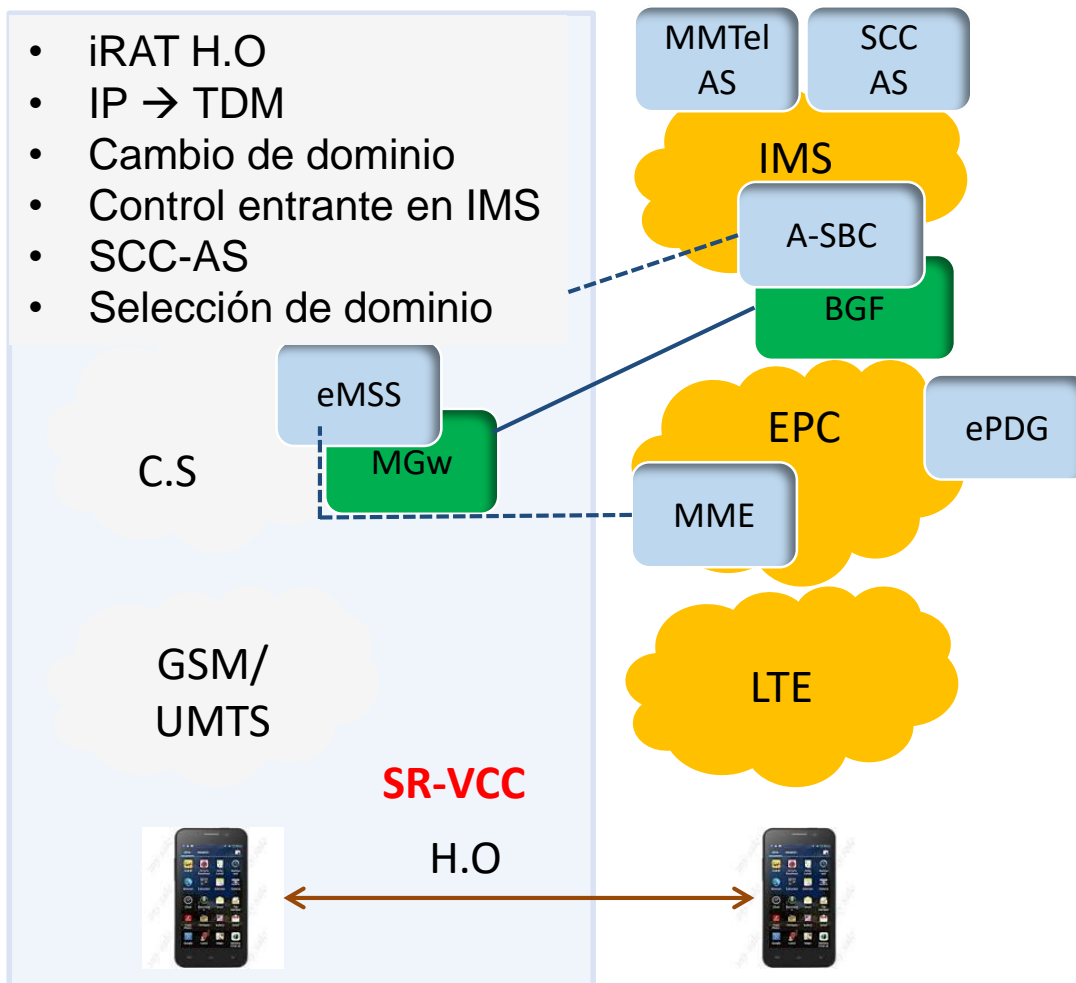 • iRAT H.O
• IP → TDM
• Cambio de dominio
• Control entrante en IMS
• SCC-AS
• Selección de dominio
MMTel
AS
SCC
AS
IMS
A-SBC
BGF
eMSS
MGw
C.S
EPC
ePDG
MME
GSM/
UMTS
LTE
SR-VCC
H.O